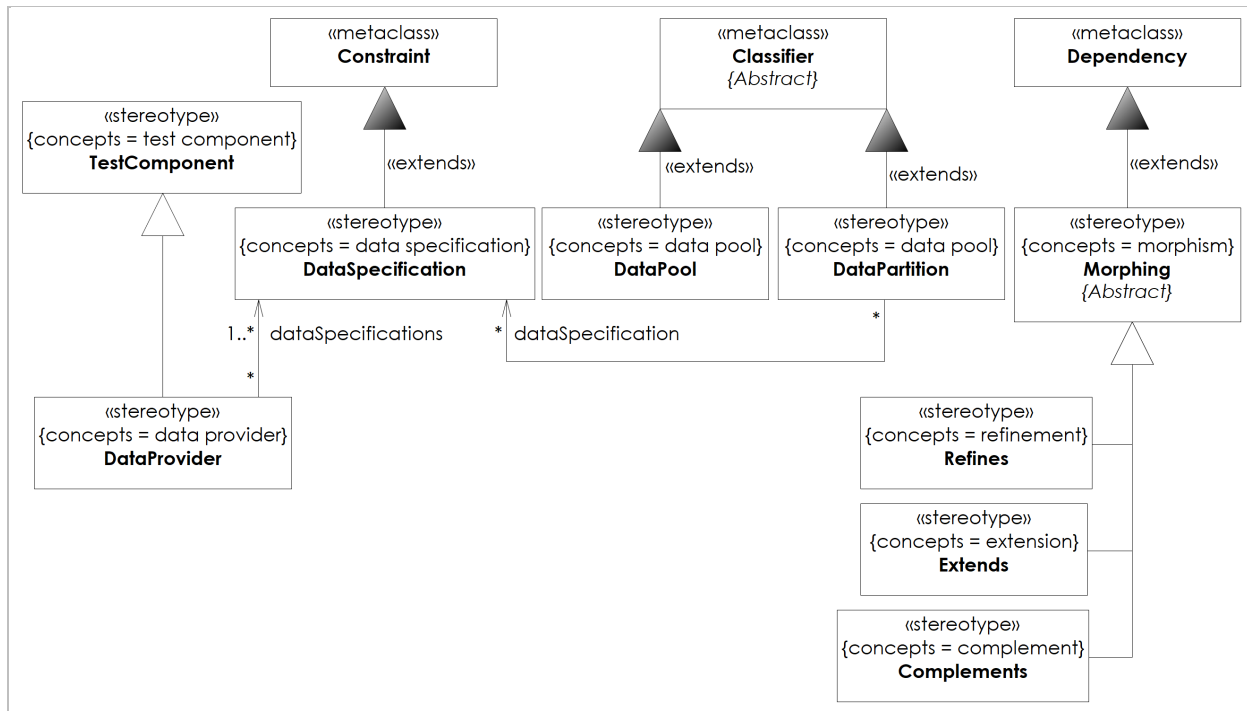 «metaclass»
Constraint
«metaclass»
Classifier
{Abstract}
«metaclass»
Dependency
«stereotype»
{concepts = test component}
TestComponent
«extends»
«extends»
«extends»
«extends»
«stereotype»
{concepts = data specification}
DataSpecification
«stereotype»
{concepts = data pool}
DataPool
«stereotype»
{concepts = data pool}
DataPartition
«stereotype»
{concepts = morphism}
Morphing
{Abstract}
1..* dataSpecifications
* dataSpecification
*
*
«stereotype»
{concepts = data provider}
DataProvider
«stereotype»
{concepts = refinement}
Refines
«stereotype»
{concepts = extension}
Extends
«stereotype»
{concepts = complement}
Complements